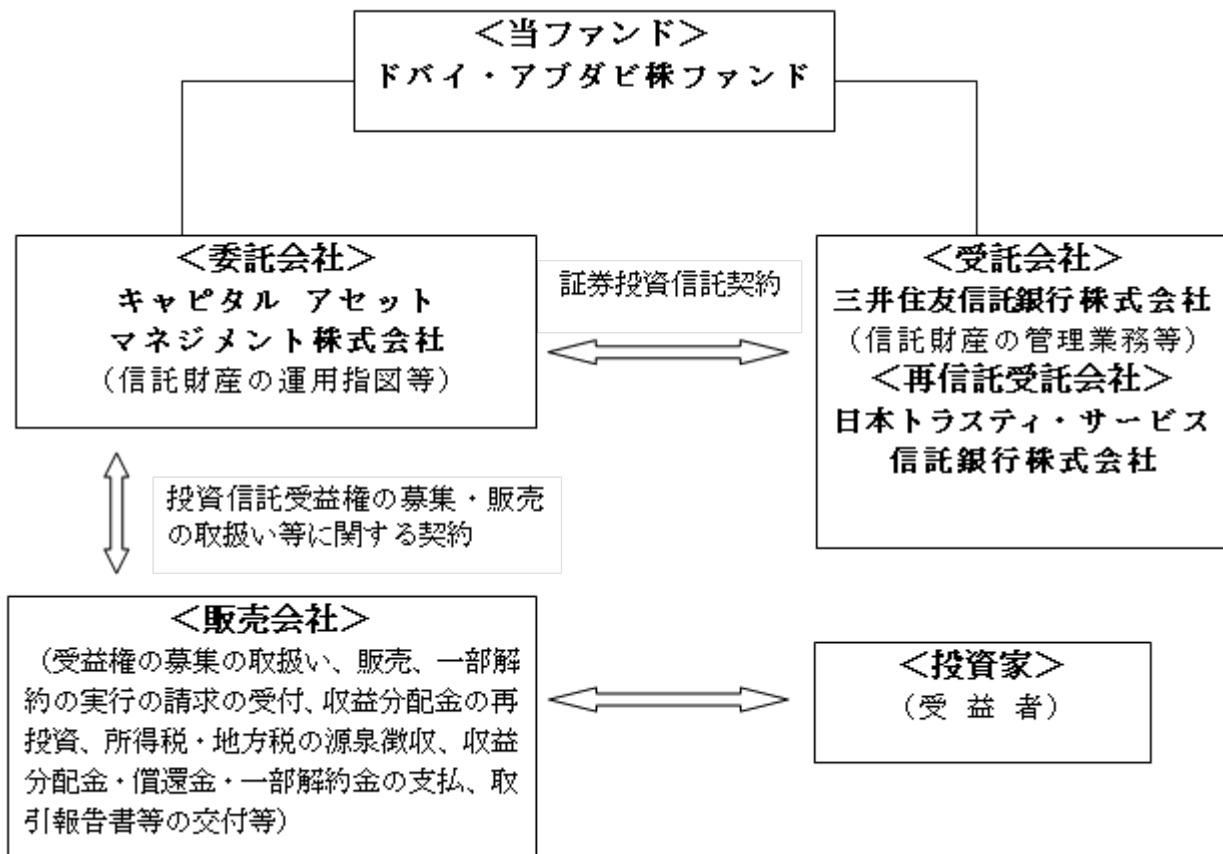 ＜当ファンド＞
ドバイ・アブダビ株ファンド
＜委託会社＞
キャピタル アセット
マネジメント株式会社
（信託財産の運用指図等）
証券投資信託契約
＜受託会社＞
三井住友信託銀行株式会社
（信託財産の管理業務等）
＜再信託受託会社＞
日本トラスティ・サービス
信託銀行株式会社
投資信託受益権の募集・販売
の取扱い等に関する契約
＜販売会社＞
（受益権の募集の取扱い、販売、一部解
約の実行の請求の受付、収益分配金の再
投資、所得税・地方税の源泉徴収、収益
分配金・償還金・一部解約金の支払、取
引報告書等の交付等）
＜投資家＞
（受 益 者）